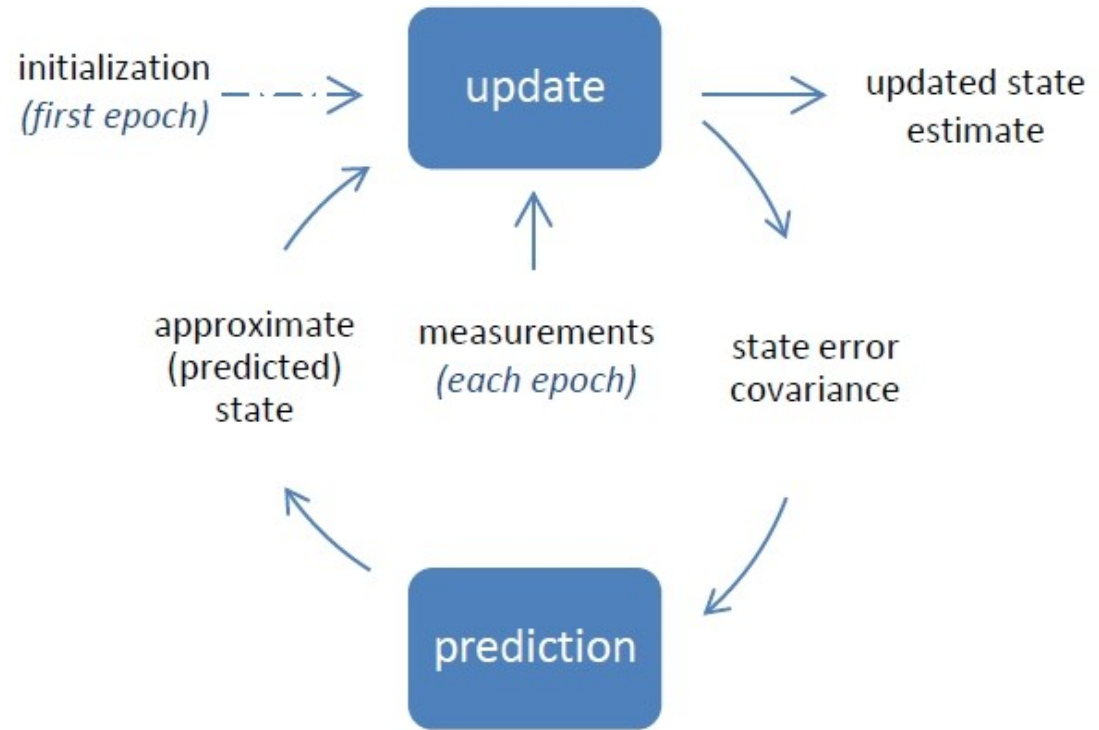 initialization
(first epoch)
update
updated state
estimate
approximate
(predicted)
state
measurements
(each epoch)
state error
covariance
prediction